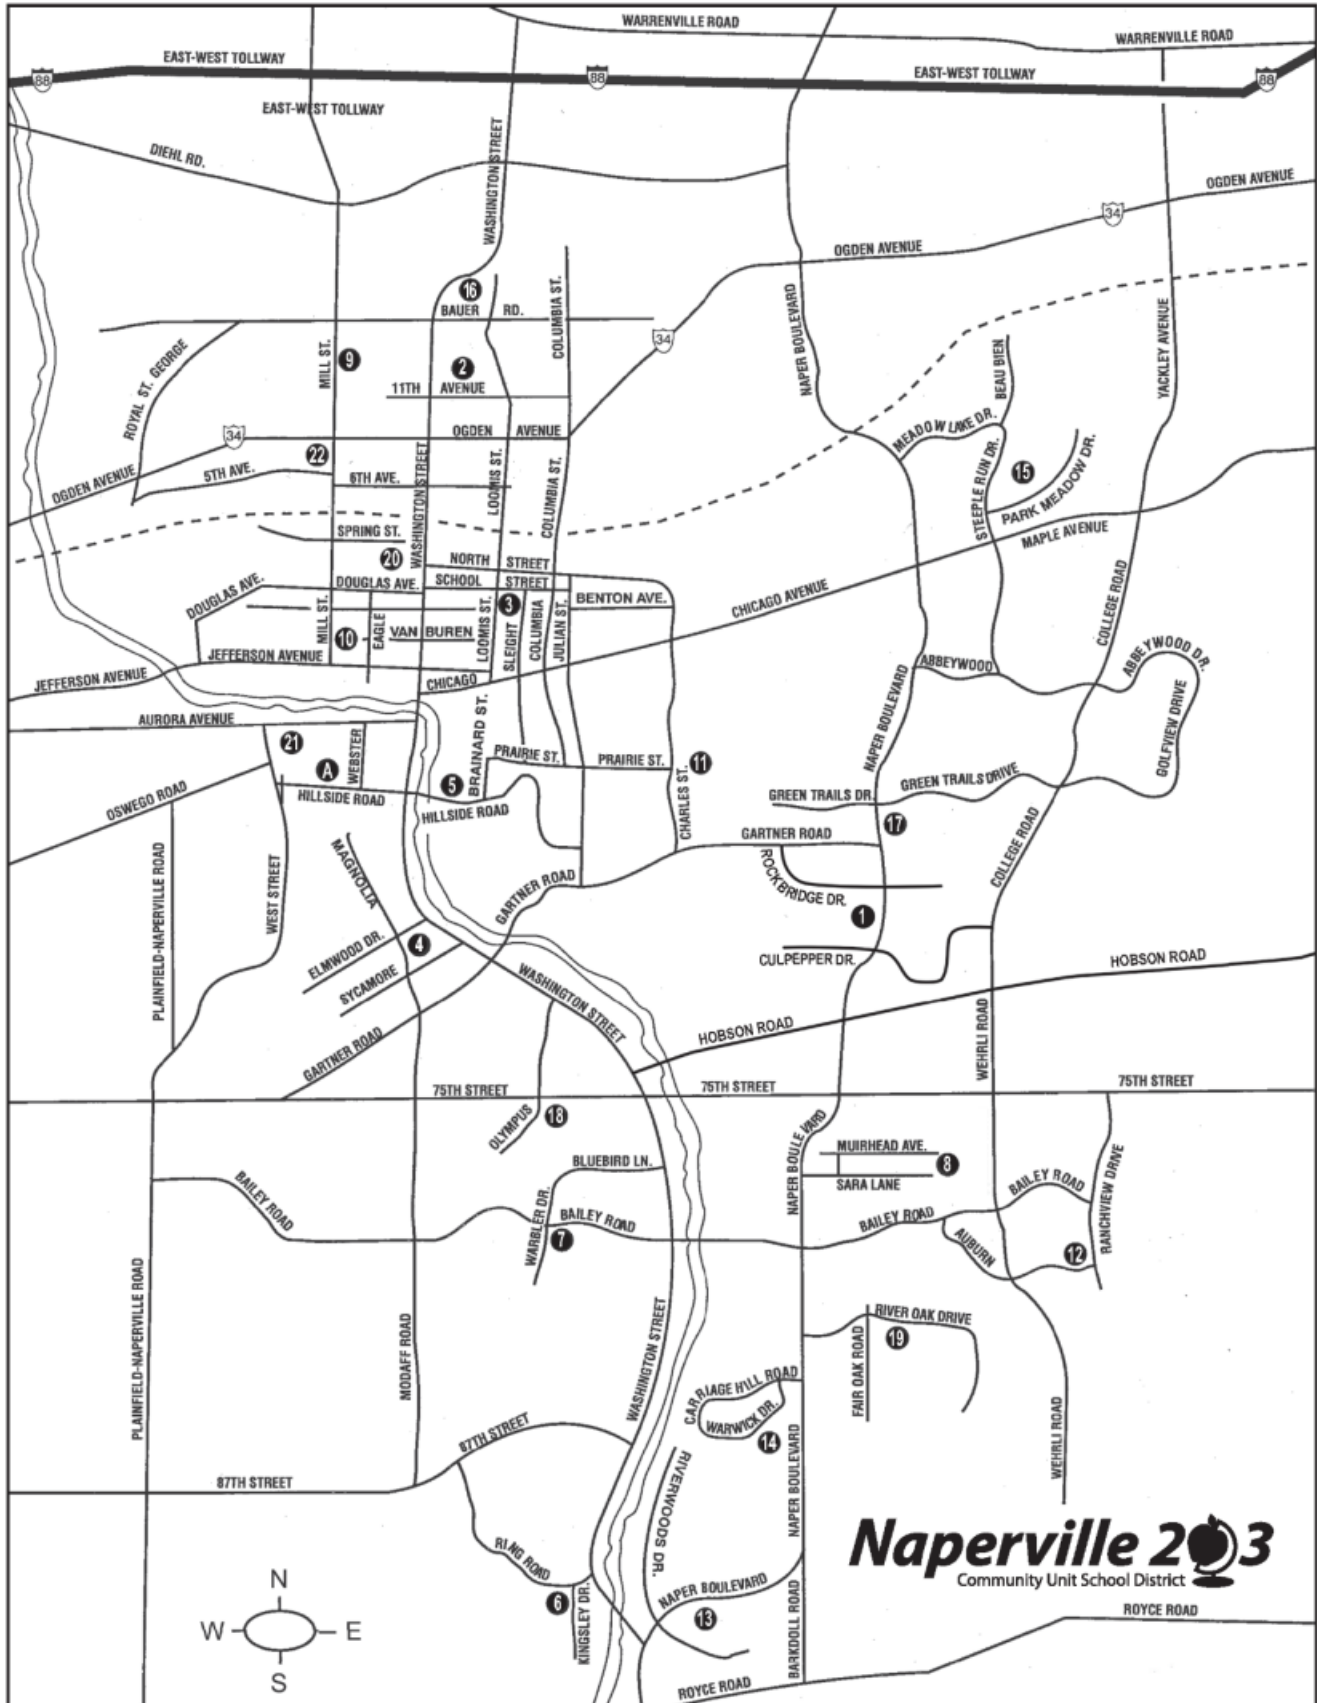 WARRENVILLE ROAD
WARRENVILLE ROAD
EAST-WEST TOLLWAY
88
88
EAST-WEST TOLLWAY
88
EAST-WEST TOLLWAY
DIEHL RD.
WASHINGTON STREET
OGDEN AVENUE
34
OGDEN AVENUE
16
BAUER RD.
COLUMBIA ST.
NAPER BOULEVARD
YACKLEY AVENUE
34
ROYAL ST. GEORGE
MILL ST.
9
2
11TH AVENUE
BEAU BIEN
MEADOW LAKE DR.
34
OGDEN AVENUE
22
5TH AVE.
OGDEN AVENUE
6TH AVE.
WASHINGTON STREET
LOOMIS ST.
COLUMBIA ST.
STEEPLE RUN DR.
15
PARK MEADOW DR.
MAPLE AVENUE
SPRING ST.
20
NORTH STREET
DOUGLAS AVE.
DOUGLAS AVE.
SCHOOL STREET
BENTON AVE.
CHICAGO AVENUE
COLLEGE ROAD
MILL ST.
10
EAGLE
VAN BUREN
LOOMIS ST.
3
SLEIGHT
COLUMBIA
JULIAN ST.
JEFFERSON AVENUE
JEFFERSON AVENUE
CHICAGO
ABBEYWOOD
ABBEYWOOD DR.
AURORA AVENUE
21
A
WEBSTER
BRAINARD ST.
PRAIRIE ST.
PRAIRIE ST.
11
NAPER BOULEVARD
GOLFVIEW DRIVE
OSWEGO ROAD
HILLSIDE ROAD
5
HILLSIDE ROAD
CHARLES ST.
GREEN TRAILS DR.
GREEN TRAILS DRIVE
17
GARTNER ROAD
PLAINFIELD-NAPERVILLE ROAD
WEST STREET
MAGNOLIA
GARTNER ROAD
ROCKBRIDGE DR.
COLLEGE ROAD
1
ELMWOOD DR.
4
SYCAMORE
CULPEPPER DR.
HOBSON ROAD
WASHINGTON STREET
HOBSON ROAD
GARTNER ROAD
WEHRLI ROAD
75TH STREET
75TH STREET
75TH STREET
OLYMPUS
18
NAPER BOULEVARD
MUIRHEAD AVE.
8
SARA LANE
BLUEBIRD LN.
BAILEY ROAD
WARBLER DR.
BAILEY ROAD
7
BAILEY ROAD
BAILEY ROAD
AUBURN
12
RANCHVIEW DRIVE
PLAINFIELD-NAPERVILLE ROAD
MODAFF ROAD
WASHINGTON STREET
RIVER OAK DRIVE
19
FAIR OAK ROAD
CARRIAGE HILL ROAD
WARWICK DR.
14
WEHRLI ROAD
87TH STREET
87TH STREET
RIVERWOODS DR.
NAPER BOULEVARD
RING ROAD
6
KINGSLEY DR.
NAPER BOULEVARD
13
BARKDOLL ROAD
Naperville 203
Community Unit School District
ROYCE ROAD
ROYCE ROAD
N
W E
S